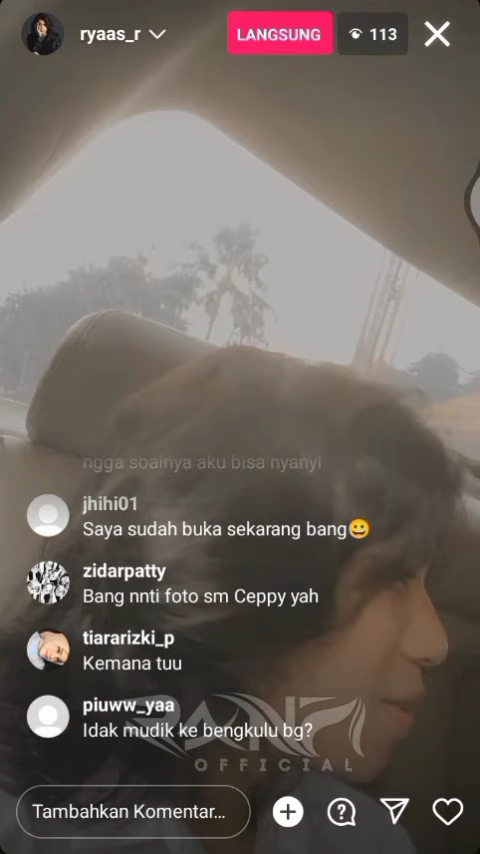 ryaas_r
LANGSUNG
113
ngga soalnya aku bisa nyanyi
jhihi01
Saya sudah buka sekarang bang😀
zidarpatty
Bang nnti foto sm Ceppy yah
tiararizki_p
Kemana tuu
piuww_yaa
Idak mudik ke bengkulu bg?
OFFICIAL
Tambahkan Komentar...